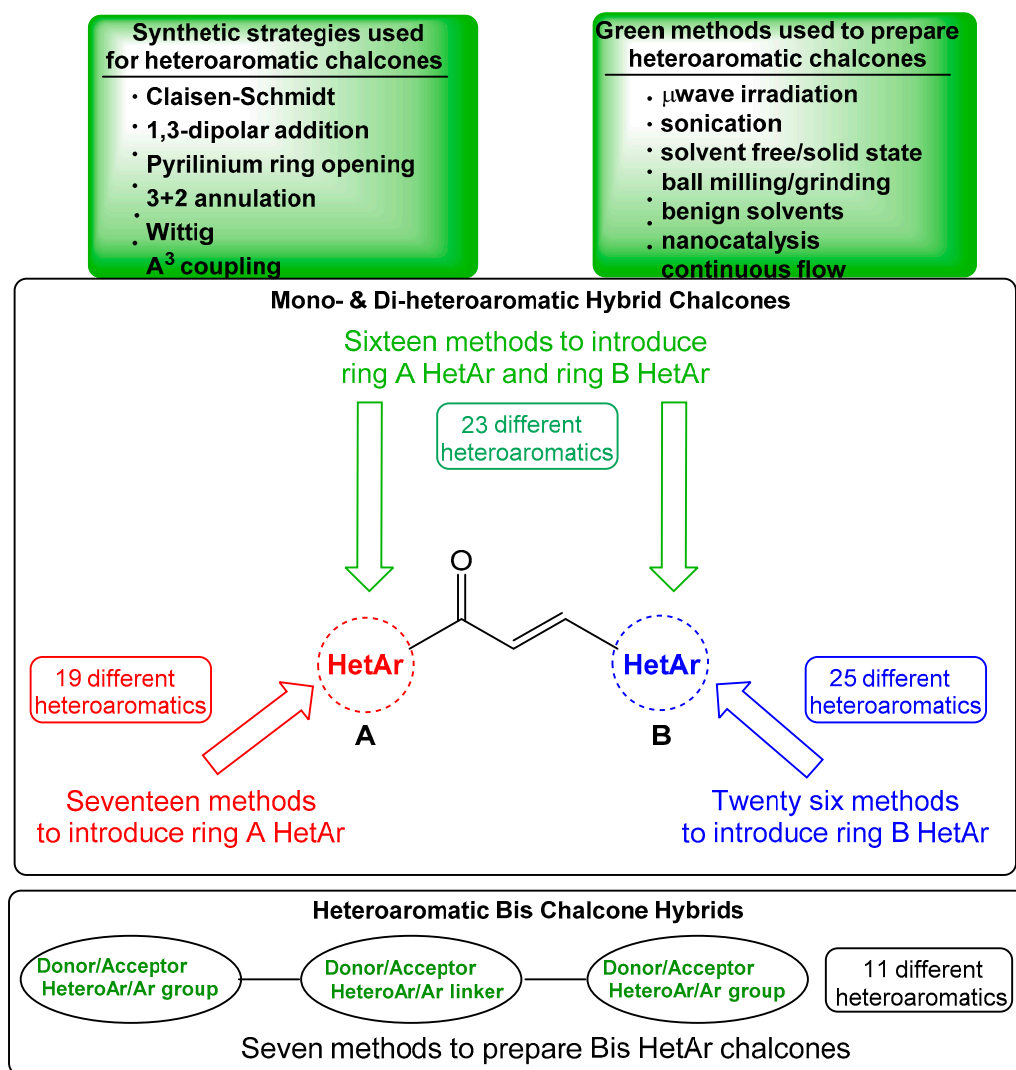 Synthetic strategies used
for heteroaromatic chalcones
· Claisen-Schmidt
· 1,3-dipolar addition
· Pyrilinium ring opening
· 3+2 annulation
· Wittig
· A³ coupling
Green methods used to prepare
heteroaromatic chalcones
· μwave irradiation
· sonication
· solvent free/solid state
· ball milling/grinding
· benign solvents
· nanocatalysis
· continuous flow
Mono- & Di-heteroaromatic Hybrid Chalcones
Sixteen methods to introduce
ring A HetAr and ring B HetAr
23 different
heteroaromatics
O
HetAr
HetAr
A
B
19 different
heteroaromatics
25 different
heteroaromatics
Seventeen methods
to introduce ring A HetAr
Twenty six methods
to introduce ring B HetAr
Heteroaromatic Bis Chalcone Hybrids
Donor/Acceptor
HeteroAr/Ar group
Donor/Acceptor
HeteroAr/Ar linker
Donor/Acceptor
HeteroAr/Ar group
11 different
heteroaromatics
Seven methods to prepare Bis HetAr chalcones